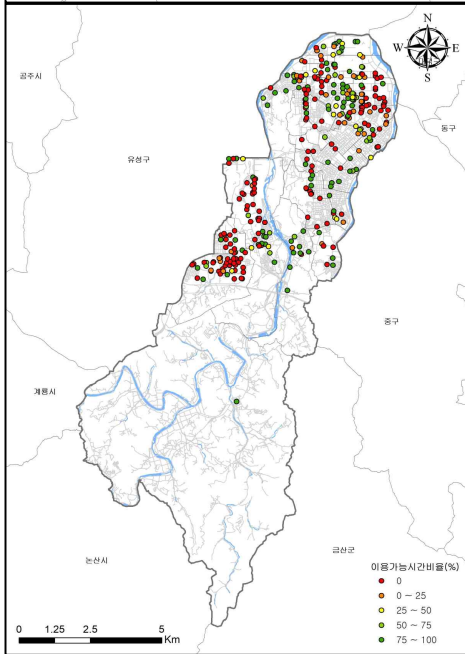 N
W E
S
공주시
동구
유성구
중구
계룡시
논산시
금산군
이용가능시간비율(%)
0
0 ~ 25
25 ~ 50
50 ~ 75
75 ~ 100
0 1.25 2.5 5
Km